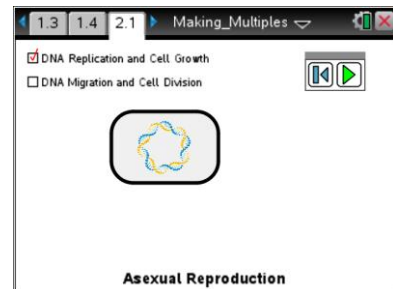 1.3 1.4 2.1 Making_Multiples
DNA Replication and Cell Growth
DNA Migration and Cell Division
Asexual Reproduction